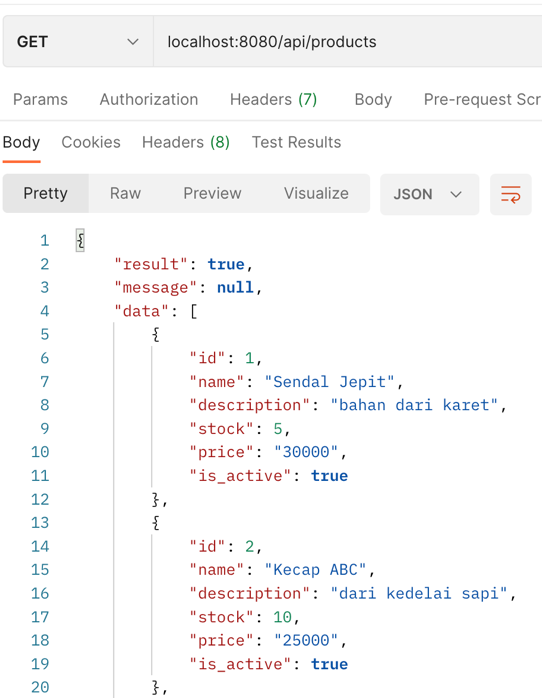 GET localhost:8080/api/products
Params Authorization Headers (7) Body Pre-request Scr
Body Cookies Headers (8) Test Results
Pretty Raw Preview Visualize JSON
1 {
2 "result": true,
3 "message": null,
4 "data": [
5 {
6 "id": 1,
7 "name": "Sendal Jepit",
8 "description": "bahan dari karet",
9 "stock": 5,
10 "price": "30000",
11 "is_active": true
12 },
13 {
14 "id": 2,
15 "name": "Kecap ABC",
16 "description": "dari kedelai sapi",
17 "stock": 10,
18 "price": "25000",
19 "is_active": true
20 },